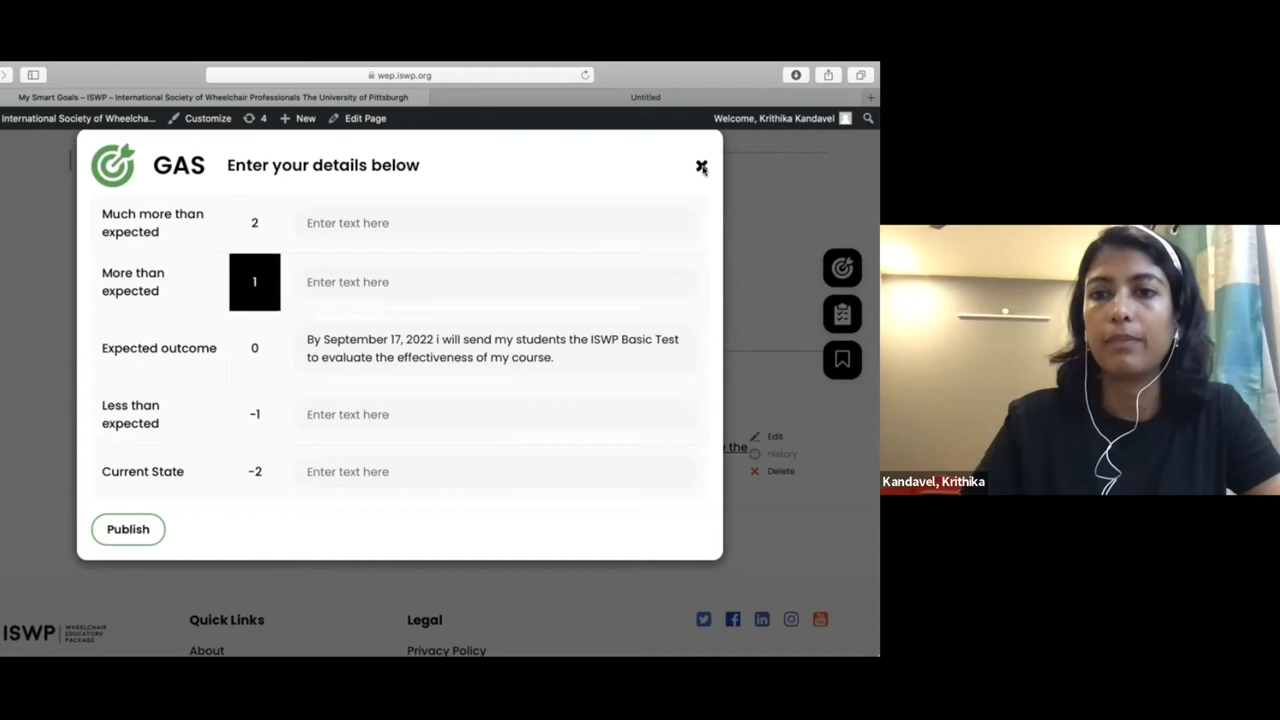 wep.iswp.org
My Smart Goals – ISWP – International Society of Wheelchair Professionals The University of Pittsburgh
Untitled
International Society of Wheelcha...
Customize
4
New
Edit Page
Welcome, Krithika Kandavel
GAS
Enter your details below
Much more than
expected
2
Enter text here
More than
expected
1
Enter text here
Expected outcome
0
By September 17, 2022 i will send my students the ISWP Basic Test
to evaluate the effectiveness of my course.
Less than
expected
-1
Enter text here
Current State
-2
Enter text here
Publish
the
Edit
History
Delete
Kandavel, Krithika
ISWP
WHEELCHAIR
EDUCATORS'
PACKAGE
Quick Links
About
Legal
Privacy Policy